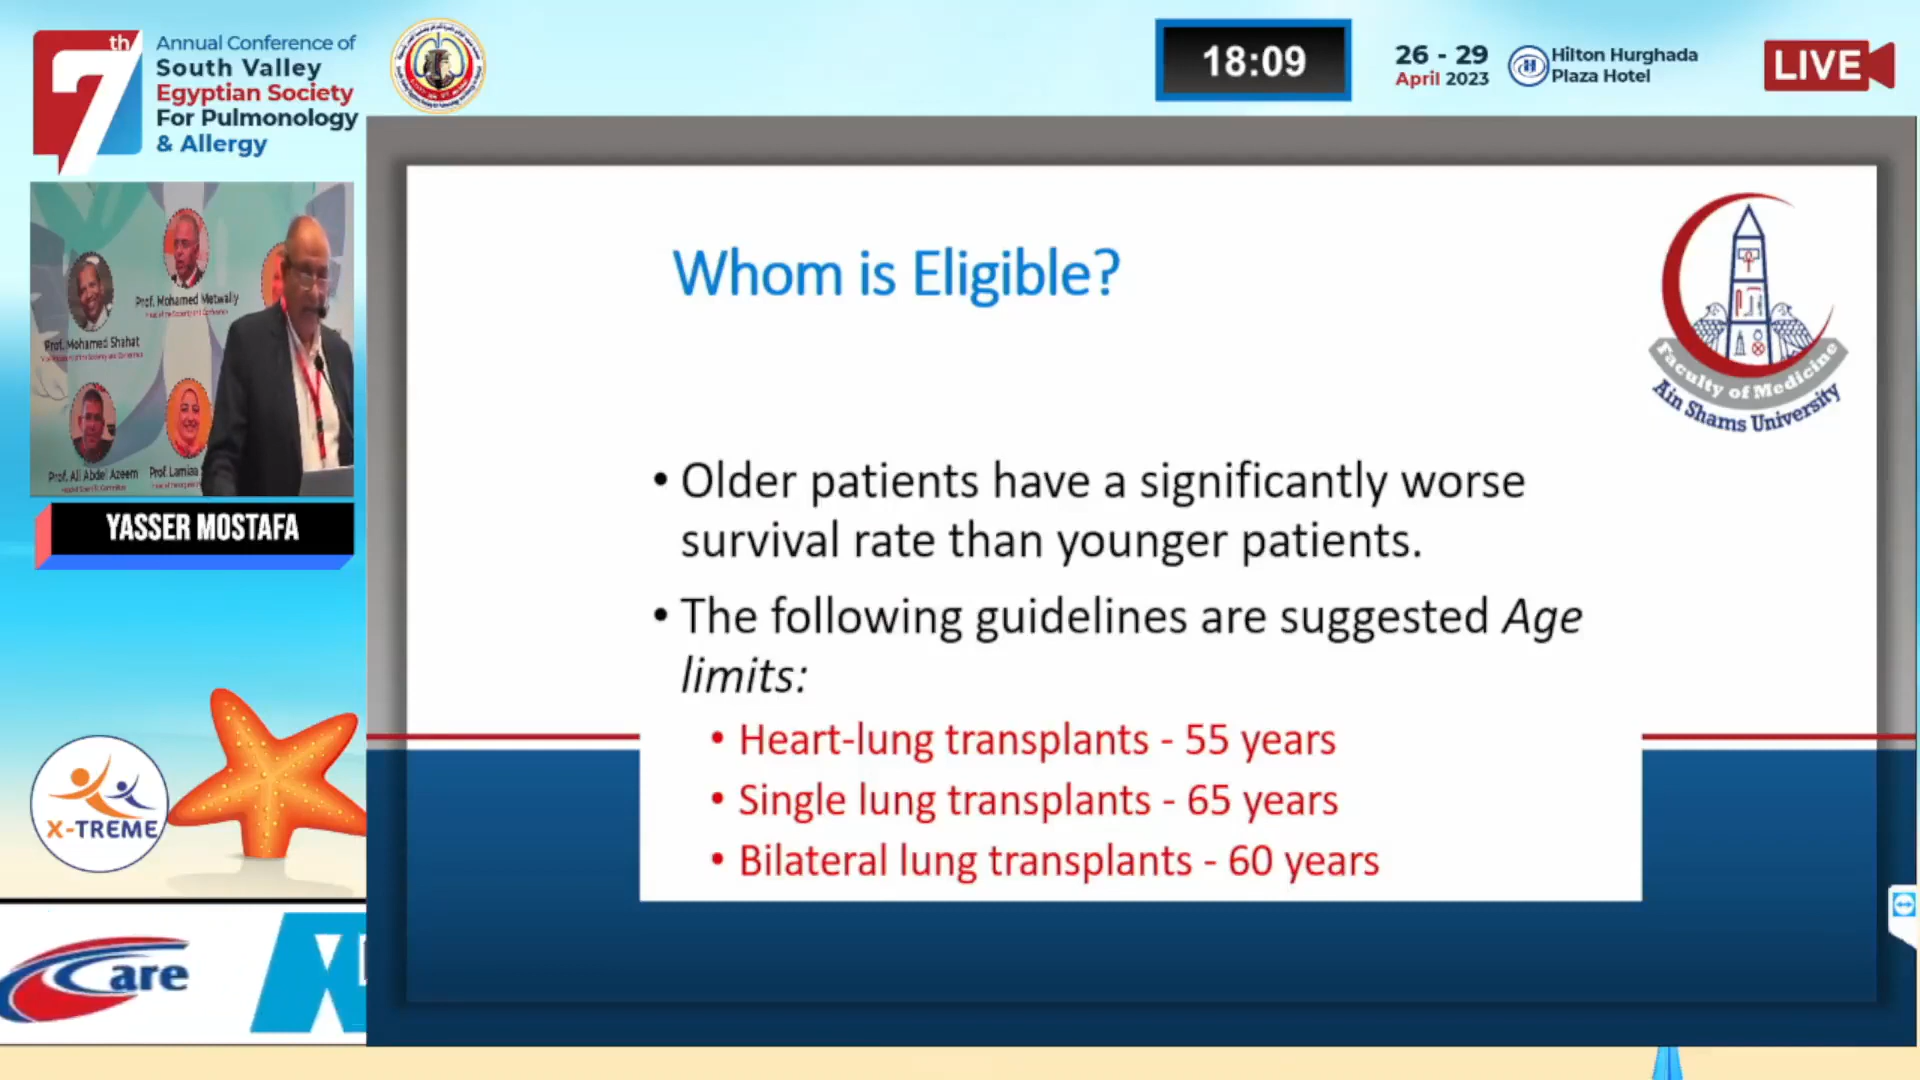 7th
Annual Conference of
South Valley
Egyptian Society
For Pulmonology
& Allergy
18:09
26 - 29
April 2023
Hilton Hurghada
Plaza Hotel
LIVE
Prof. Mohamed Metwally
Prof. Mohamed Shahat
Prof. Ali Abdel Azeem
Prof. Lamiaa
YASSER MOSTAFA
Whom is Eligible?
Faculty of Medicine
Ain Shams University
• Older patients have a significantly worse
survival rate than younger patients.
• The following guidelines are suggested Age
limits:
• Heart-lung transplants - 55 years
• Single lung transplants - 65 years
• Bilateral lung transplants - 60 years
X-TREME
Care